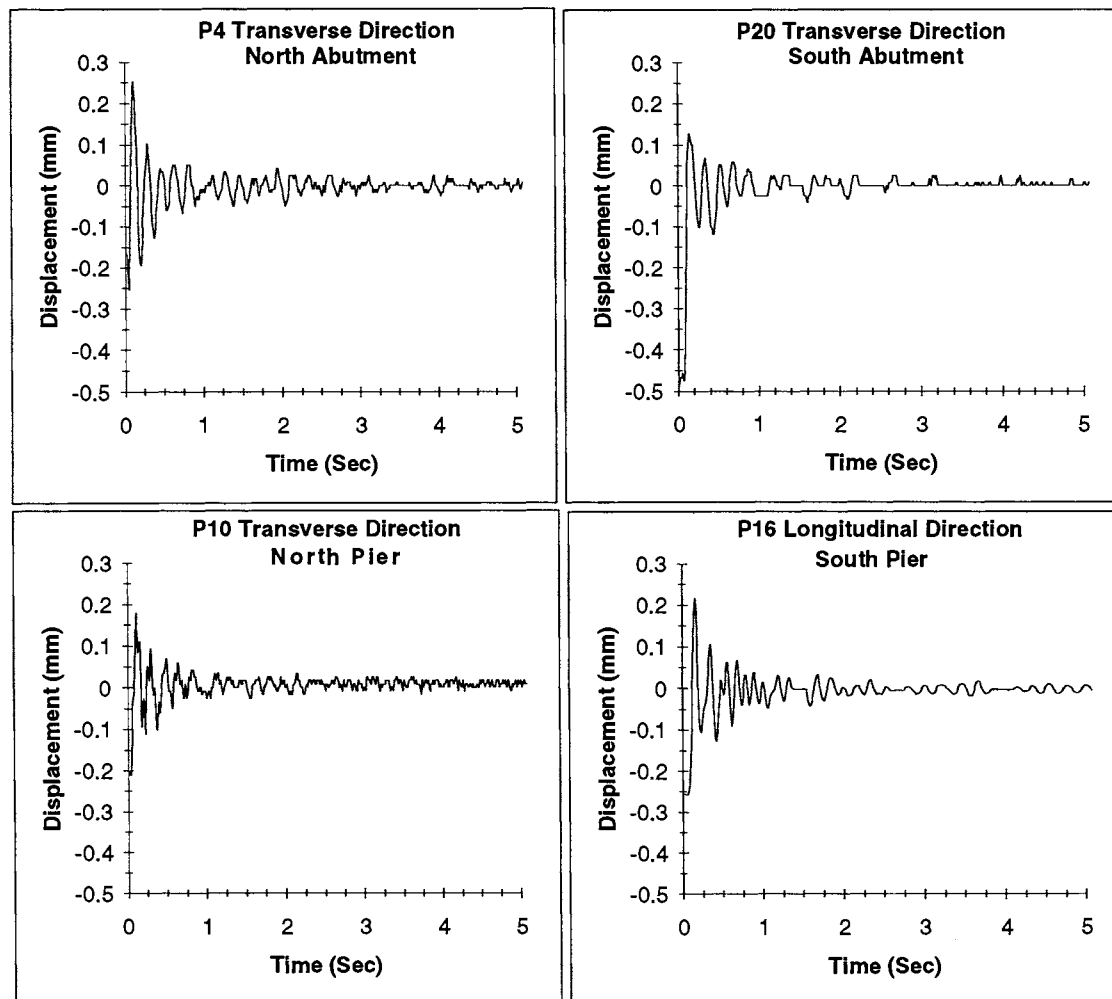 P4 Transverse Direction
North Abutment
0.3
0.2
0.1
0
-0.1
-0.2
-0.3
-0.4
-0.5
Displacement (mm)
0 1 2 3 4 5
Time (Sec)
P20 Transverse Direction
South Abutment
0.3
0.2
0.1
0
-0.1
-0.2
-0.3
-0.4
-0.5
Displacement (mm)
0 1 2 3 4 5
Time (Sec)
P10 Transverse Direction
North Pier
0.3
0.2
0.1
0
-0.1
-0.2
-0.3
-0.4
-0.5
Displacement (mm)
0 1 2 3 4 5
Time (Sec)
P16 Longitudinal Direction
South Pier
0.3
0.2
0.1
0
-0.1
-0.2
-0.3
-0.4
-0.5
Displacement (mm)
0 1 2 3 4 5
Time (Sec)